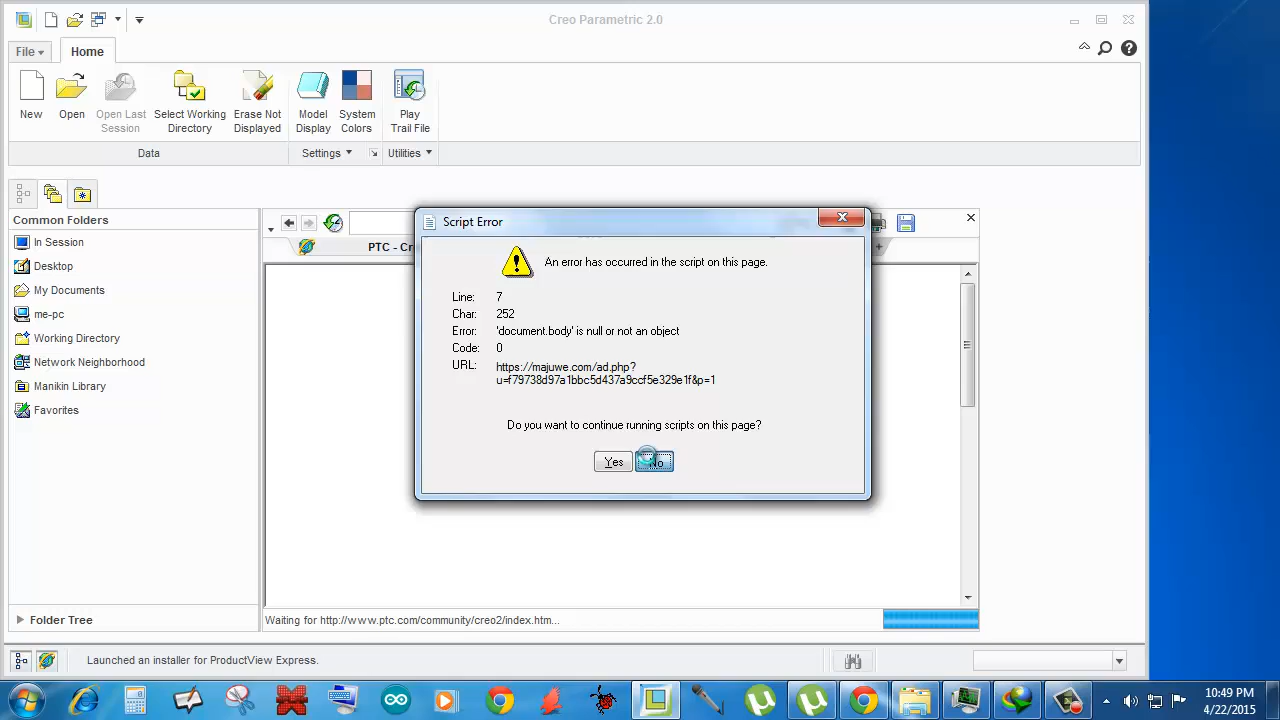 Creo Parametric 2.0
File
Home
New
Open
Open Last
Session
Select Working
Directory
Erase Not
Displayed
Model
Display
System
Colors
Play
Trail File
Data
Settings
Utilities
Common Folders
In Session
Desktop
My Documents
me-pc
Working Directory
Network Neighborhood
Manikin Library
Favorites
Folder Tree
PTC - Cr
Script Error
An error has occurred in the script on this page.
Line: 7
Char: 252
Error: 'document.body' is null or not an object
Code: 0
URL: https://majuwe.com/ad.php?
u=f79738d97a1bbc5d437a9ccf5e329e1f&p=1
Do you want to continue running scripts on this page?
Yes
Waiting for http://www.ptc.com/community/creo2/index.htm...
Launched an installer for ProductView Express.
10:49 PM
4/22/2015